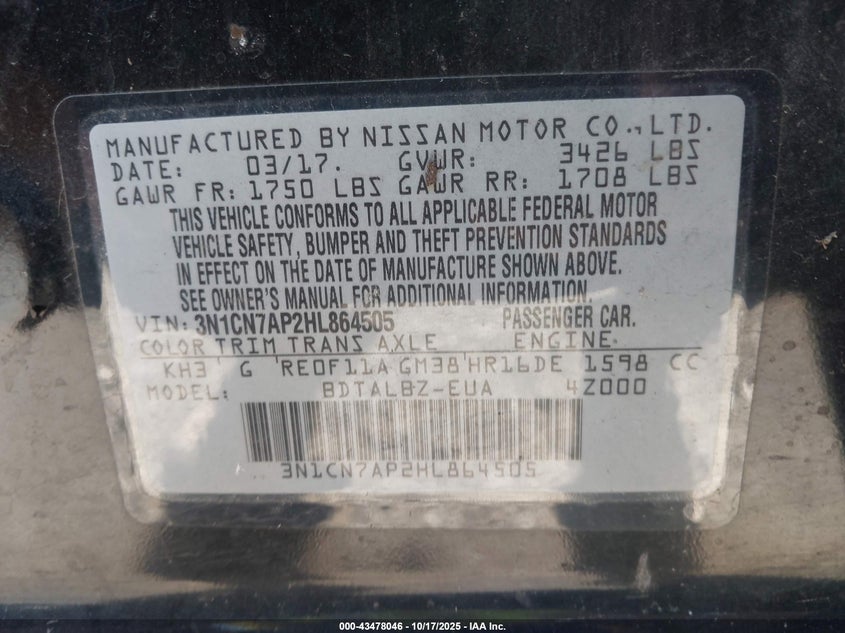 MANUFACTURED BY NISSAN MOTOR CO., LTD.
DATE: 03/17. GVWR: 3426 LBS
GAWR FR: 1750 LBS GAWR RR: 1708 LBS
THIS VEHICLE CONFORMS TO ALL APPLICABLE FEDERAL MOTOR
VEHICLE SAFETY, BUMPER AND THEFT PREVENTION STANDARDS
IN EFFECT ON THE DATE OF MANUFACTURE SHOWN ABOVE.
SEE OWNER'S MANUAL FOR ADDITIONAL INFORMATION.
VIN: 3N1CN7AP2HL864505 PASSENGER CAR.
COLOR TRIM TRANS AXLE ENGINE
KH3 G RE0F11A GM38 HR16DE 1598 CC
MODEL: BDTALBZ-EUA 4Z000
3N1CN7AP2HL864505
000-43478046 | 10/17/2025 - IAA Inc.